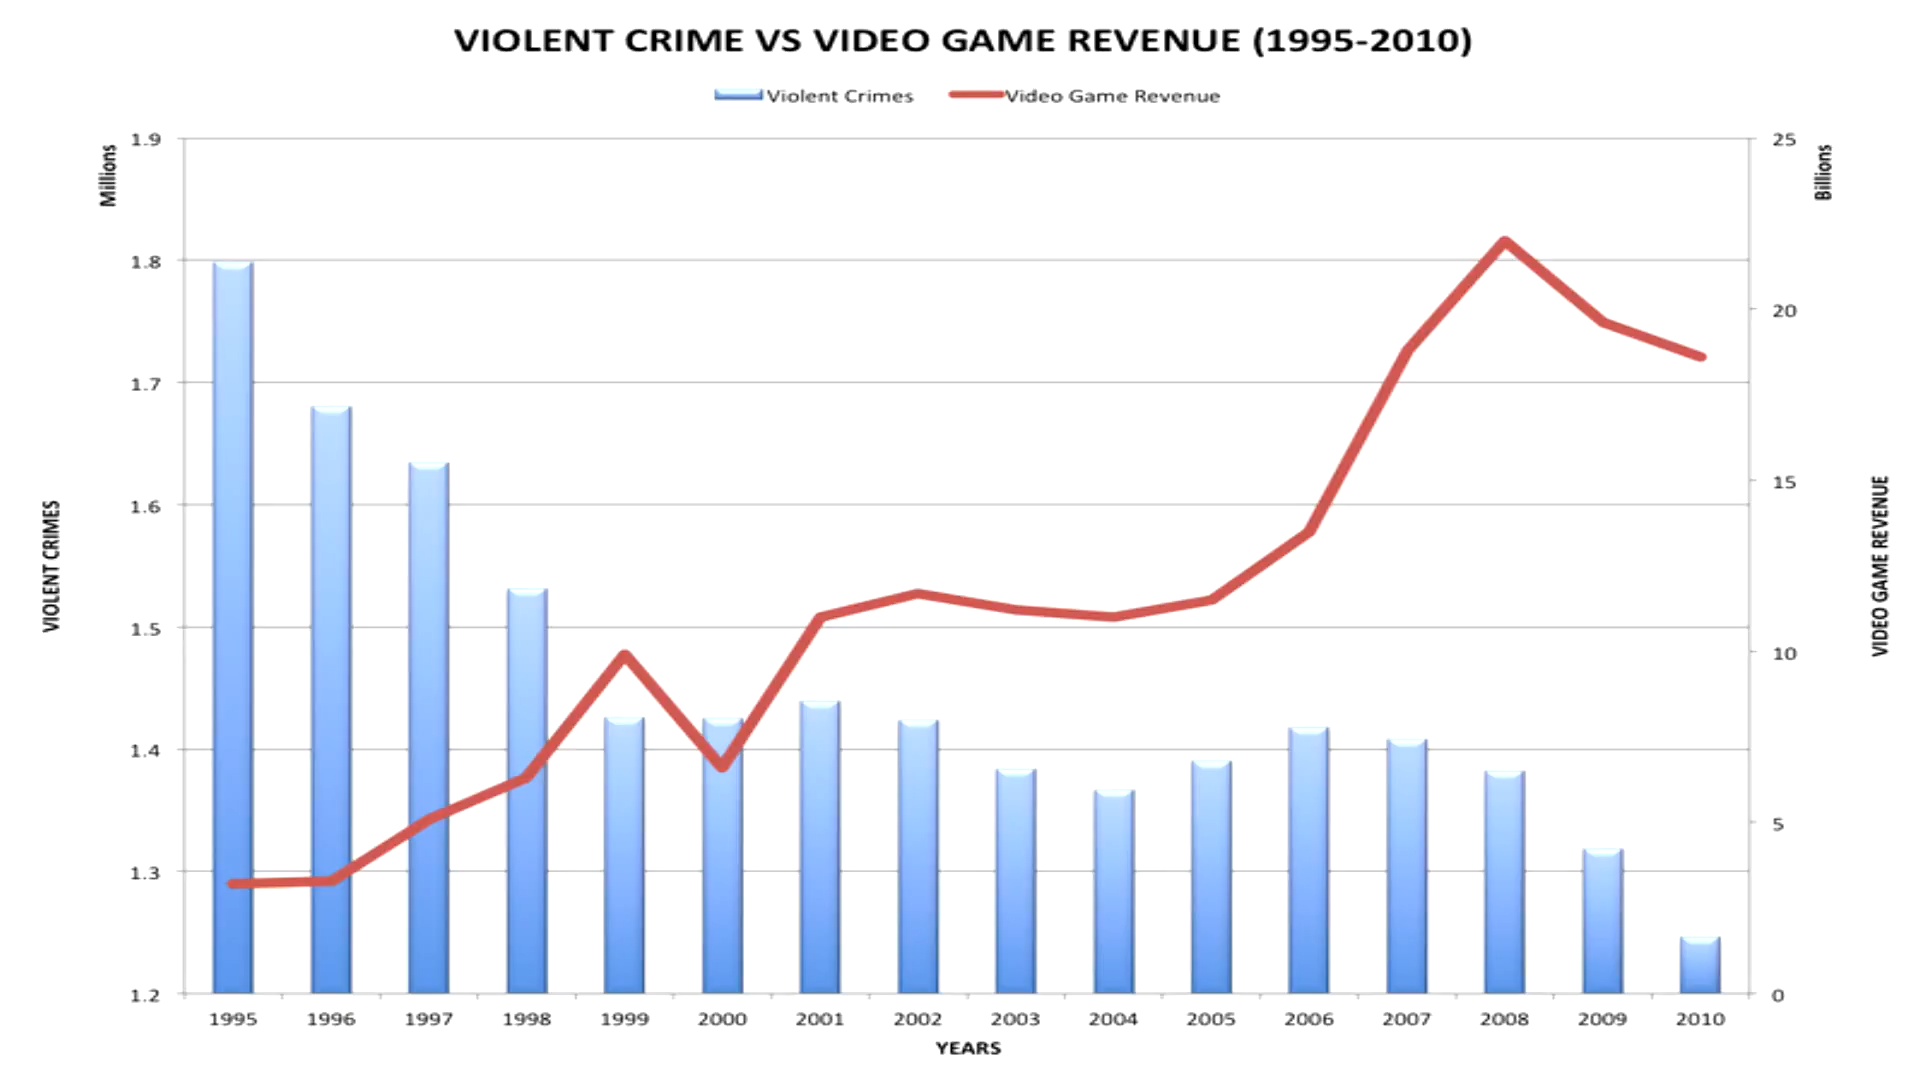 VIOLENT CRIME VS VIDEO GAME REVENUE (1995-2010)
Violent Crimes
Video Game Revenue
Millions
VIOLENT CRIMES
1.9
1.8
1.7
1.6
1.5
1.4
1.3
1.2
25
20
15
10
5
0
Billions
VIDEO GAME REVENUE
1995 1996 1997 1998 1999 2000 2001 2002 2003 2004 2005 2006 2007 2008 2009 2010
YEARS